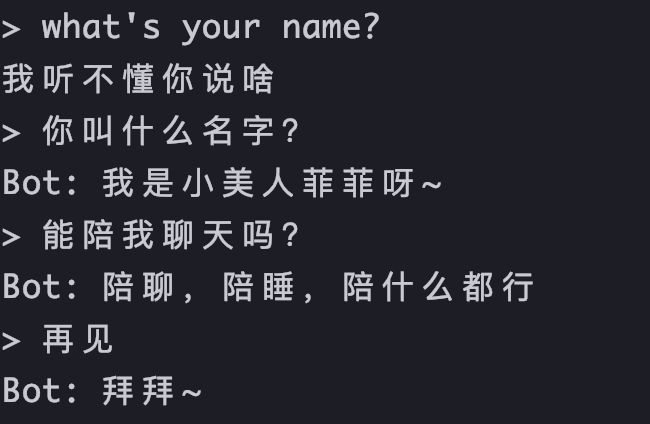 > what's your name?
我听不懂你说啥
> 你叫什么名字?
Bot: 我是小美人菲菲呀~
> 能陪我聊天吗?
Bot: 陪聊, 陪睡, 陪什么都行
> 再见
Bot: 拜拜~